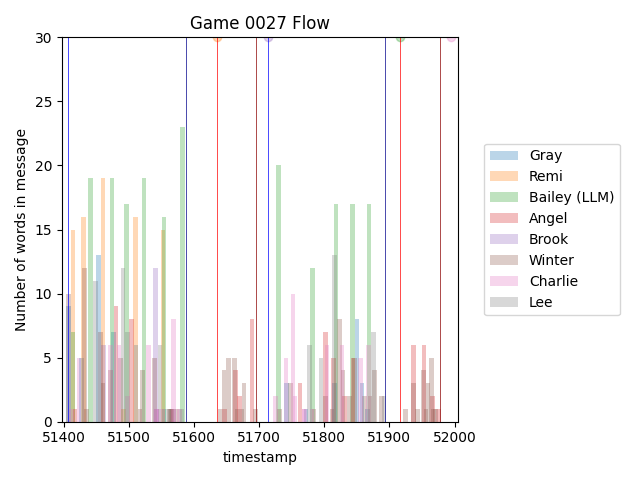 Game 0027 Flow
Number of words in message
30
25
20
15
10
5
0
51400 51500 51600 51700 51800 51900 52000
timestamp
Gray
Remi
Bailey (LLM)
Angel
Brook
Winter
Charlie
Lee